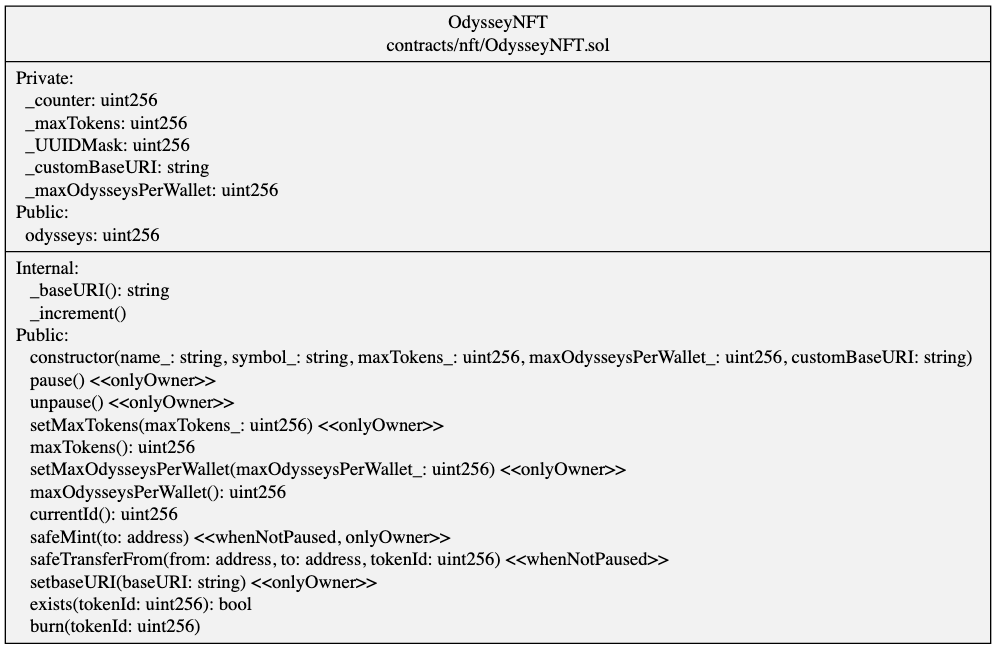 OdysseyNFT
contracts/nft/OdysseyNFT.sol
Private:
_counter: uint256
_maxTokens: uint256
_UUIDMask: uint256
_customBaseURI: string
_maxOdysseysPerWallet: uint256
Public:
odysseys: uint256
Internal:
_baseURI(): string
_increment()
Public:
constructor(name_: string, symbol_: string, maxTokens_: uint256, maxOdysseysPerWallet_: uint256, customBaseURI: string)
pause() <<onlyOwner>>
unpause() <<onlyOwner>>
setMaxTokens(maxTokens_: uint256) <<onlyOwner>>
maxTokens(): uint256
setMaxOdysseysPerWallet(maxOdysseysPerWallet_: uint256) <<onlyOwner>>
maxOdysseysPerWallet(): uint256
currentId(): uint256
safeMint(to: address) <<whenNotPaused, onlyOwner>>
safeTransferFrom(from: address, to: address, tokenId: uint256) <<whenNotPaused>>
setbaseURI(baseURI: string) <<onlyOwner>>
exists(tokenId: uint256): bool
burn(tokenId: uint256)